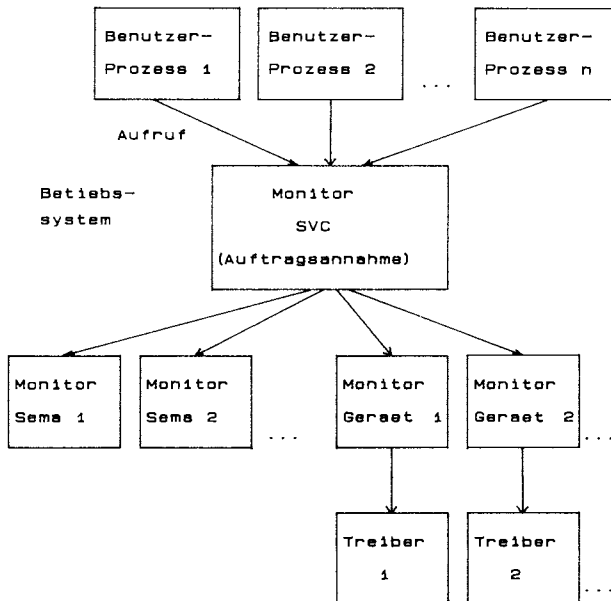 Benutzer- Benutzer- Benutzer-
Prozess 1 Prozess 2 ... Prozess n
Aufruf
Betiebs-
system
Monitor
SVC
(Auftragsannahme)
Monitor Monitor Monitor Monitor
Sema 1 Sema 2 ... Geraet 1 Geraet 2 ...
Treiber Treiber
1 2 ...